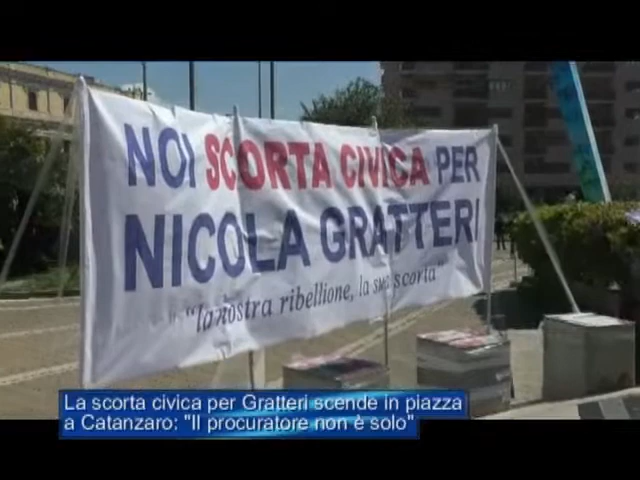 NOI SCORTA CIVICA PER
NICOLA GRATTERI
"la nostra ribellione, la sua scorta"
La scorta civica per Gratteri scende in piazza
a Catanzaro: "Il procuratore non è solo"